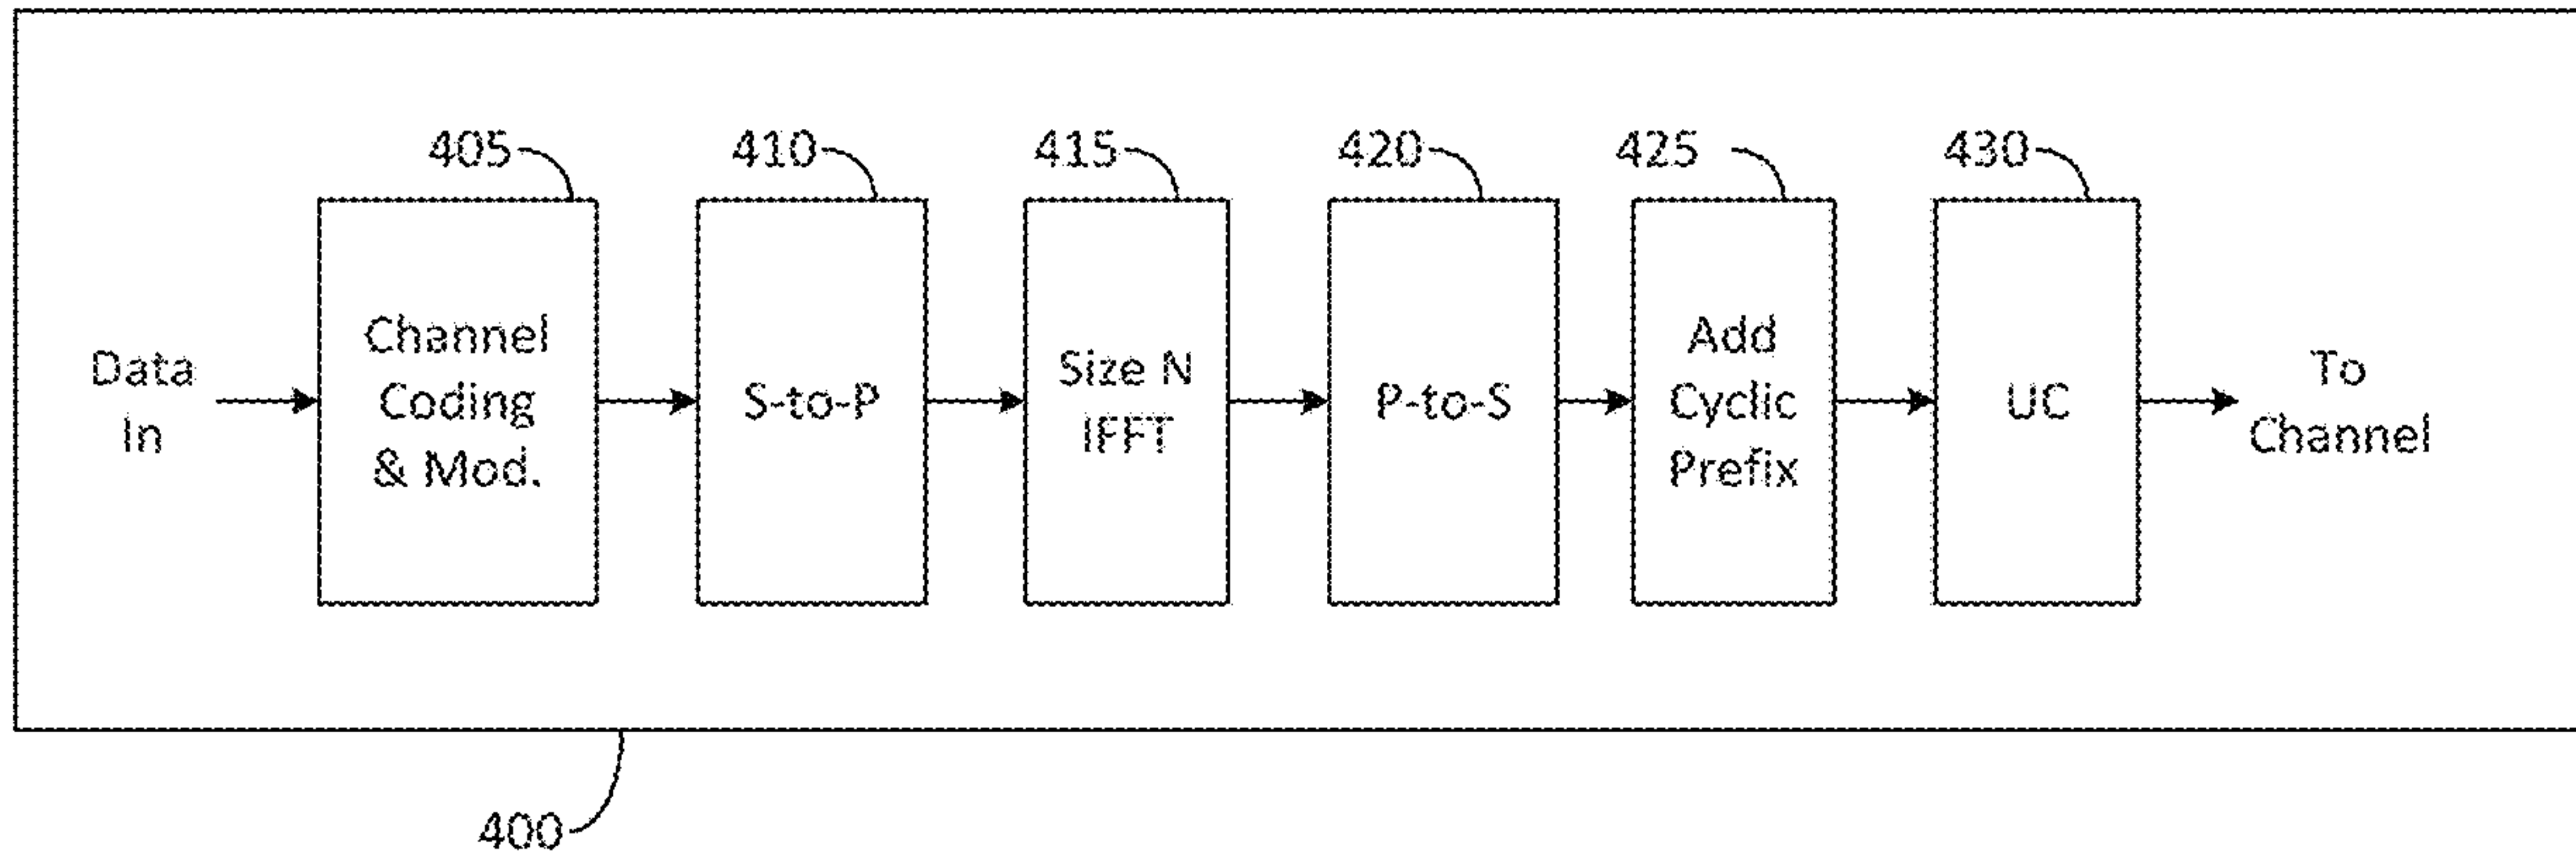 405
410
415
420
425
430
Data
In
Channel
Coding
& Mod.
S-to-P
Size N
IFFT
P-to-S
Add
Cyclic
Prefix
UC
To
Channel
400